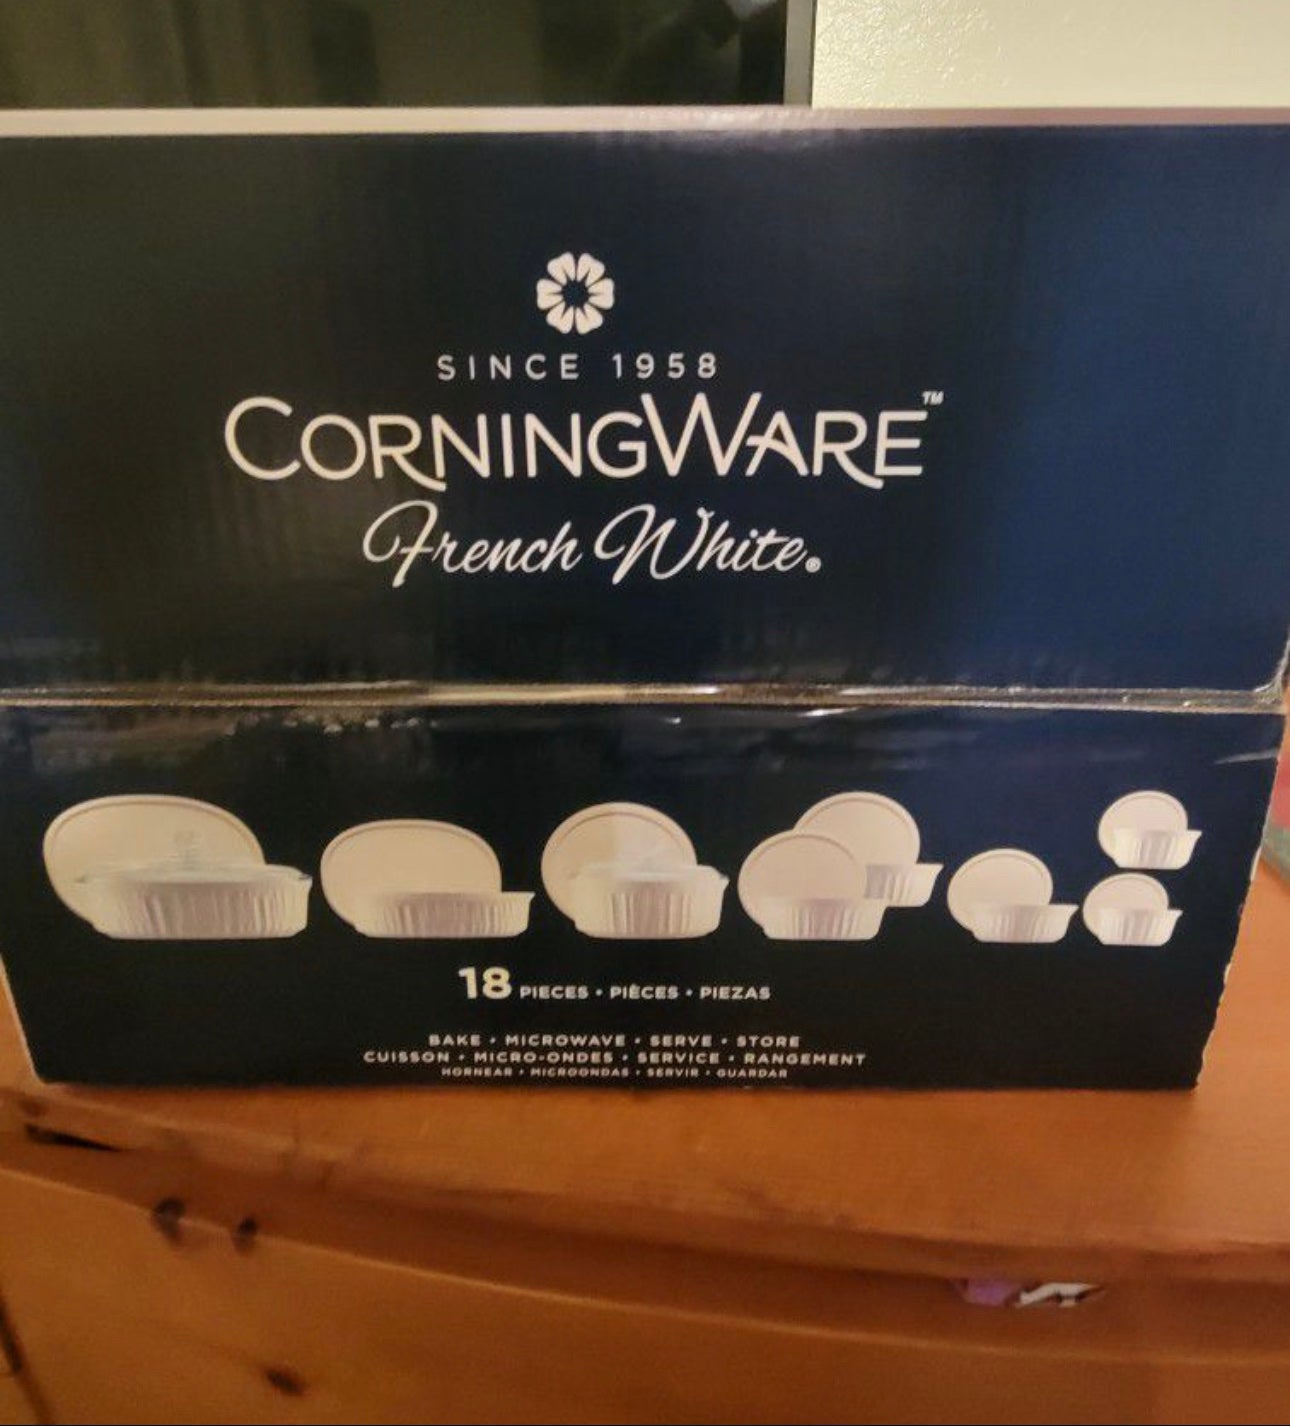 SINCE 1958
CORNINGWARE™
French White®
18 PIECES • PIÈCES • PIEZAS
BAKE • MICROWAVE • SERVE • STORE
CUISSON • MICRO-ONDES • SERVICE • RANGEMENT
HORNEAR • MICROONDAS • SERVIR • GUARDAR